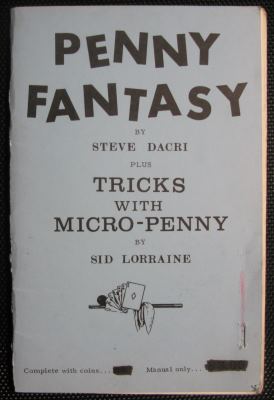 PENNY
FANTASY
BY
STEVE DACRI
PLUS
TRICKS
WITH
MICRO-PENNY
BY
SID LORRAINE
Complete with coins... Manual only...